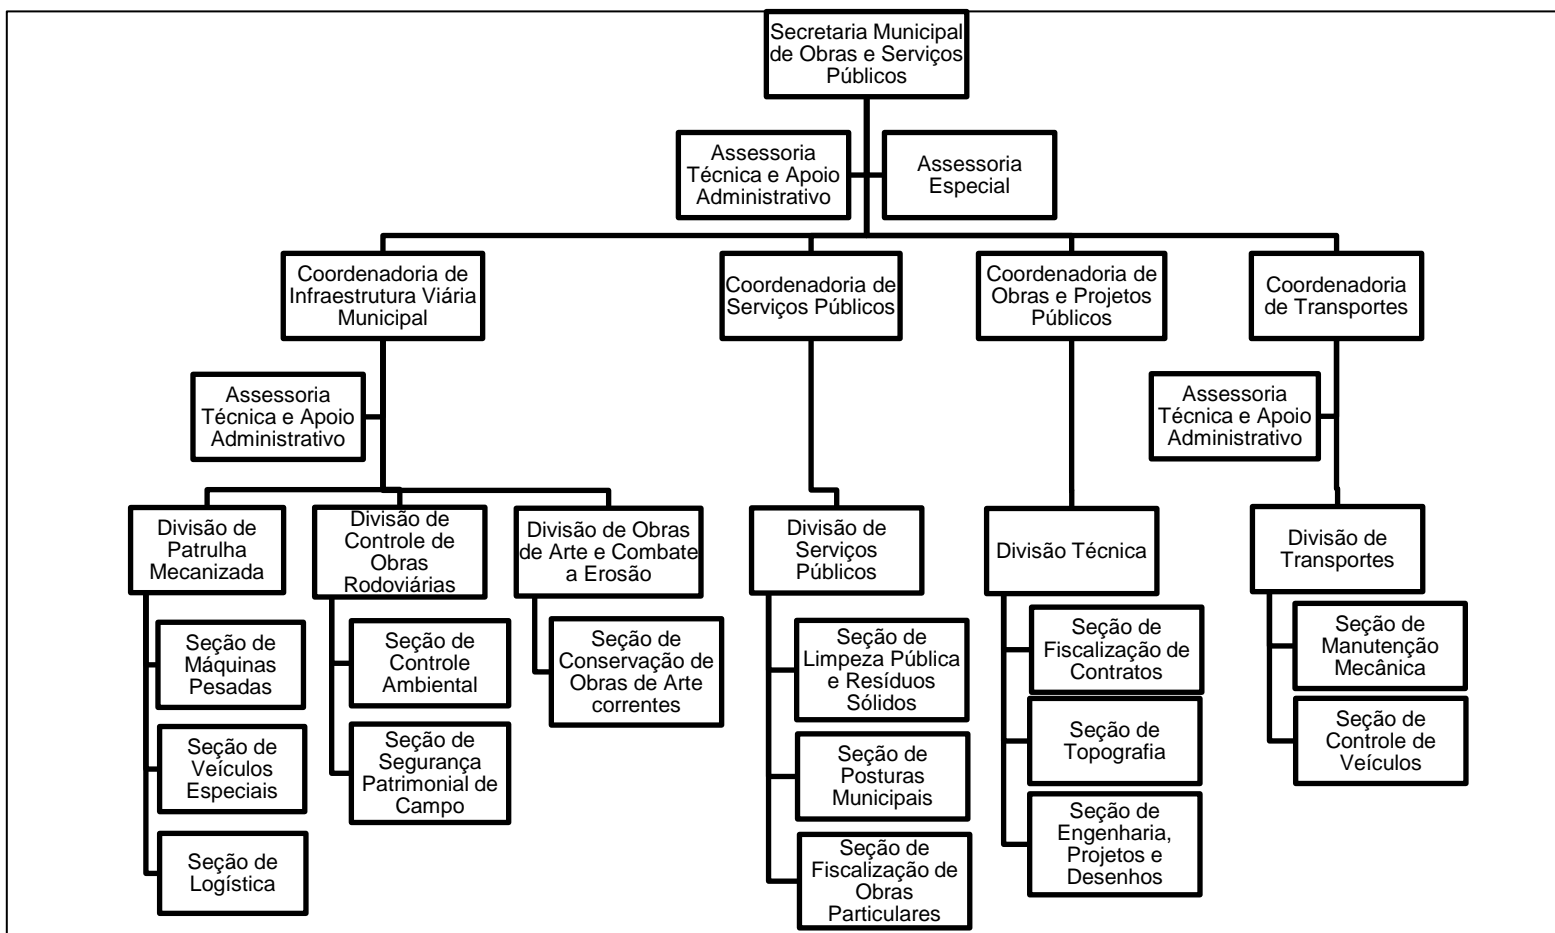 Secretaria Municipal
de Obras e Serviços
Públicos
Assessoria
Técnica e Apoio
Administrativo
Assessoria
Especial
Coordenadoria de
Infraestrutura Viária
Municipal
Coordenadoria de
Serviços Públicos
Coordenadoria de
Obras e Projetos
Públicos
Coordenadoria
de Transportes
Assessoria
Técnica e Apoio
Administrativo
Assessoria
Técnica e Apoio
Administrativo
Divisão de
Patrulha
Mecanizada
Divisão de
Controle de
Obras
Rodoviárias
Divisão de Obras
de Arte e Combate
a Erosão
Divisão de
Serviços
Públicos
Divisão Técnica
Divisão de
Transportes
Seção de
Máquinas
Pesadas
Seção de
Veículos
Especiais
Seção de
Logística
Seção de
Controle
Ambiental
Seção de
Segurança
Patrimonial de
Campo
Seção de
Conservação de
Obras de Arte
correntes
Seção de
Limpeza Pública
e Resíduos
Sólidos
Seção de
Posturas
Municipais
Seção de
Fiscalização de
Obras
Particulares
Seção de
Fiscalização de
Contratos
Seção de
Topografia
Seção de
Engenharia,
Projetos e
Desenhos
Seção de
Manutenção
Mecânica
Seção de
Controle de
Veículos